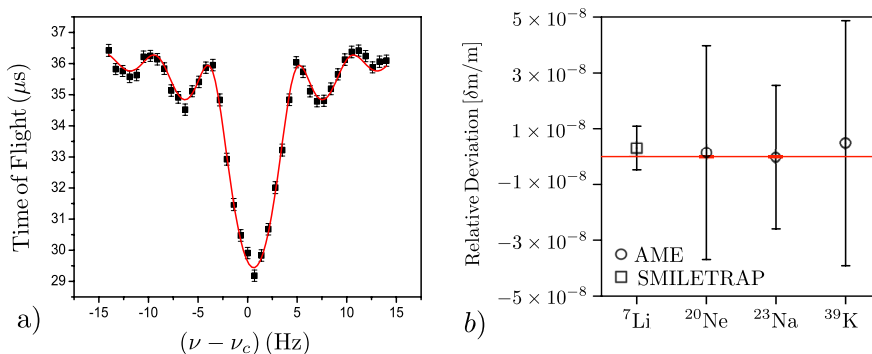 37
36
35
34
33
32
31
30
29
Time of Flight (μs)
-15 -10 -5 0 5 10 15
(ν − ν_c) (Hz)
a)
5 × 10⁻⁸
3 × 10⁻⁸
1 × 10⁻⁸
−1 × 10⁻⁸
−3 × 10⁻⁸
−5 × 10⁻⁸
Relative Deviation [δm/m]
AME
SMILETRAP
⁷Li ²⁰Ne ²³Na ³⁹K
b)